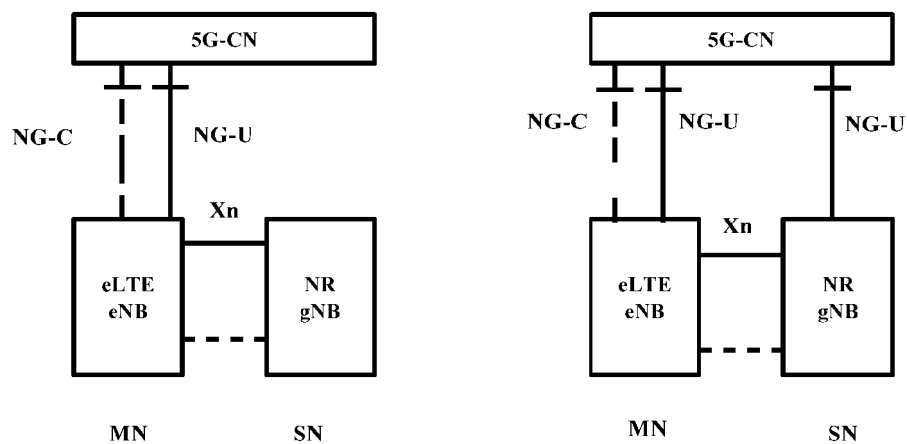 5G-CN
NG-C
NG-U
Xn
eLTE
eNB
NR
gNB
MN
SN
5G-CN
NG-C
NG-U
NG-U
Xn
eLTE
eNB
NR
gNB
MN
SN